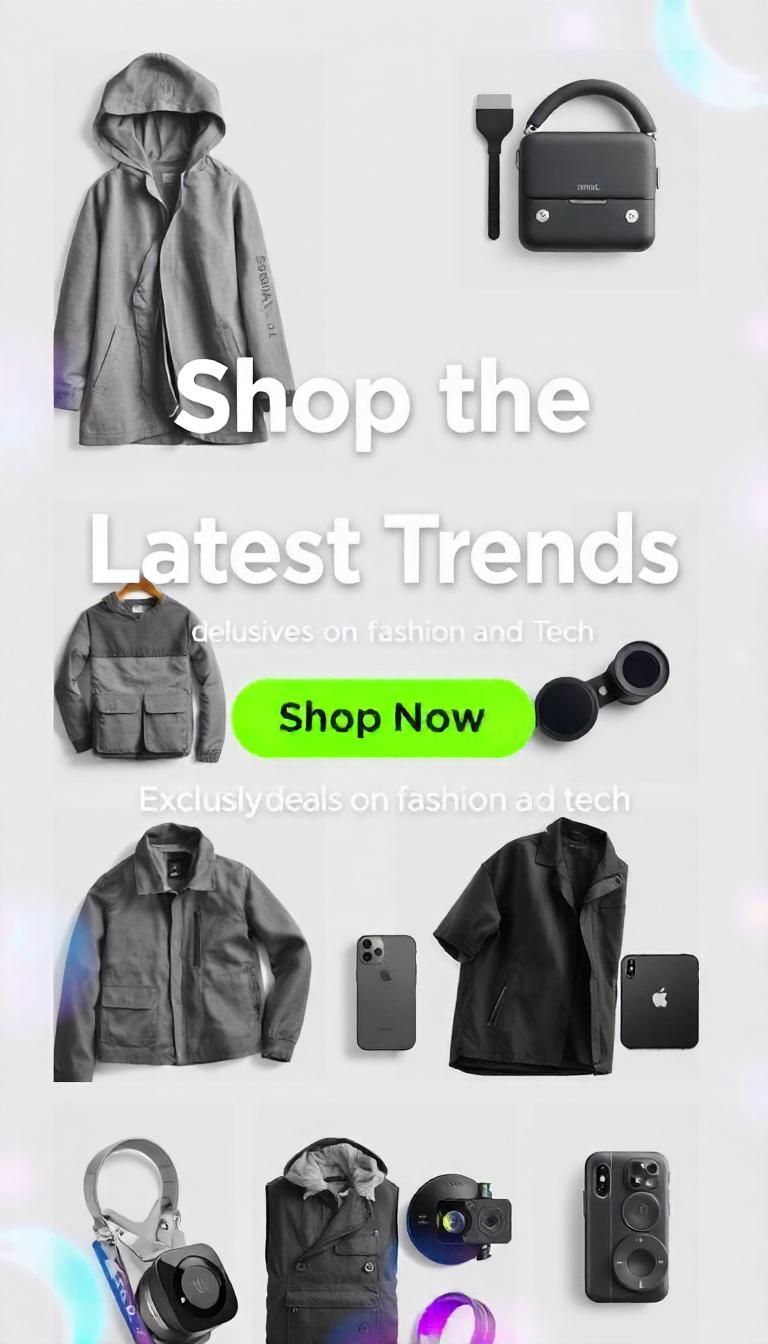 Shop the
Latest Trends
delusives on fashion and Tech
Shop Now
Exclusly deals on fashion ad tech